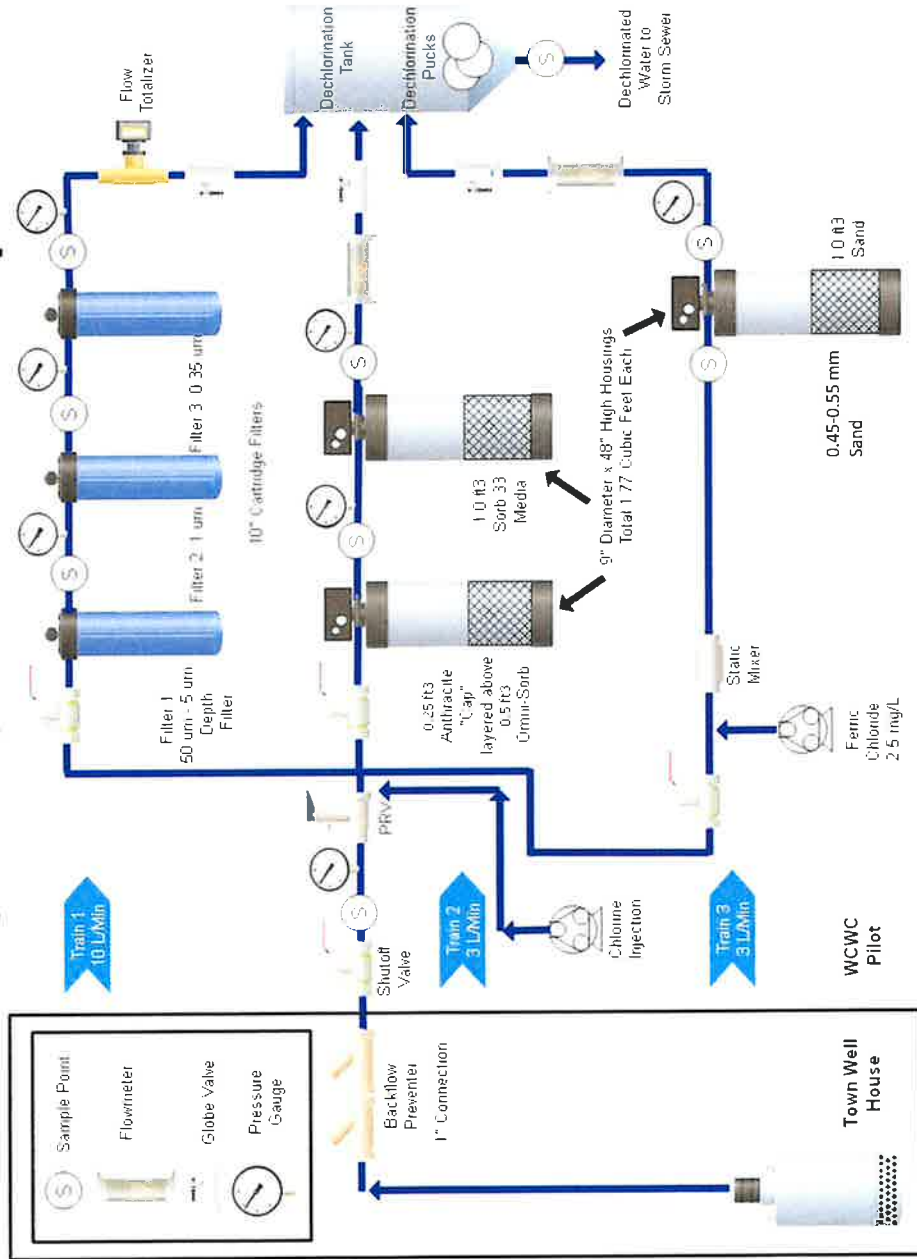 S
Sample Point
Flowmeter
Globe Valve
Pressure
Gauge
Backflow
Preventer
1" Connection
Town Well
House
Train 1
10 L/Min
Train 2
3 L/Min
Train 3
3 L/Min
WCWC
Pilot
Shutoff
Valve
S
PRV
Chlorine
Injection
Filter 1
50 um - 5 um
Depth
Filter
S
Filter 2 1 um
S
Filter 3 0 35 um
S
10" Cartridge Filters
Flow
Totalizer
0.25 ft3
Anthracite
"Cap"
layered above
0.5 ft3
Omni-Sorb
S
1 0 ft3
Sorb 33
Media
S
9" Diameter x 48" High Housings
Total 1 77 Cubic Feet Each
Ferric
Chloride
2 5 mg/L
Static
Mixer
S
0.45-0.55 mm
Sand
1 0 ft3
Sand
S
Dechlorination
Tank
Dechlorination
Pucks
S
Dechlorinated
Water to
Storm Sewer